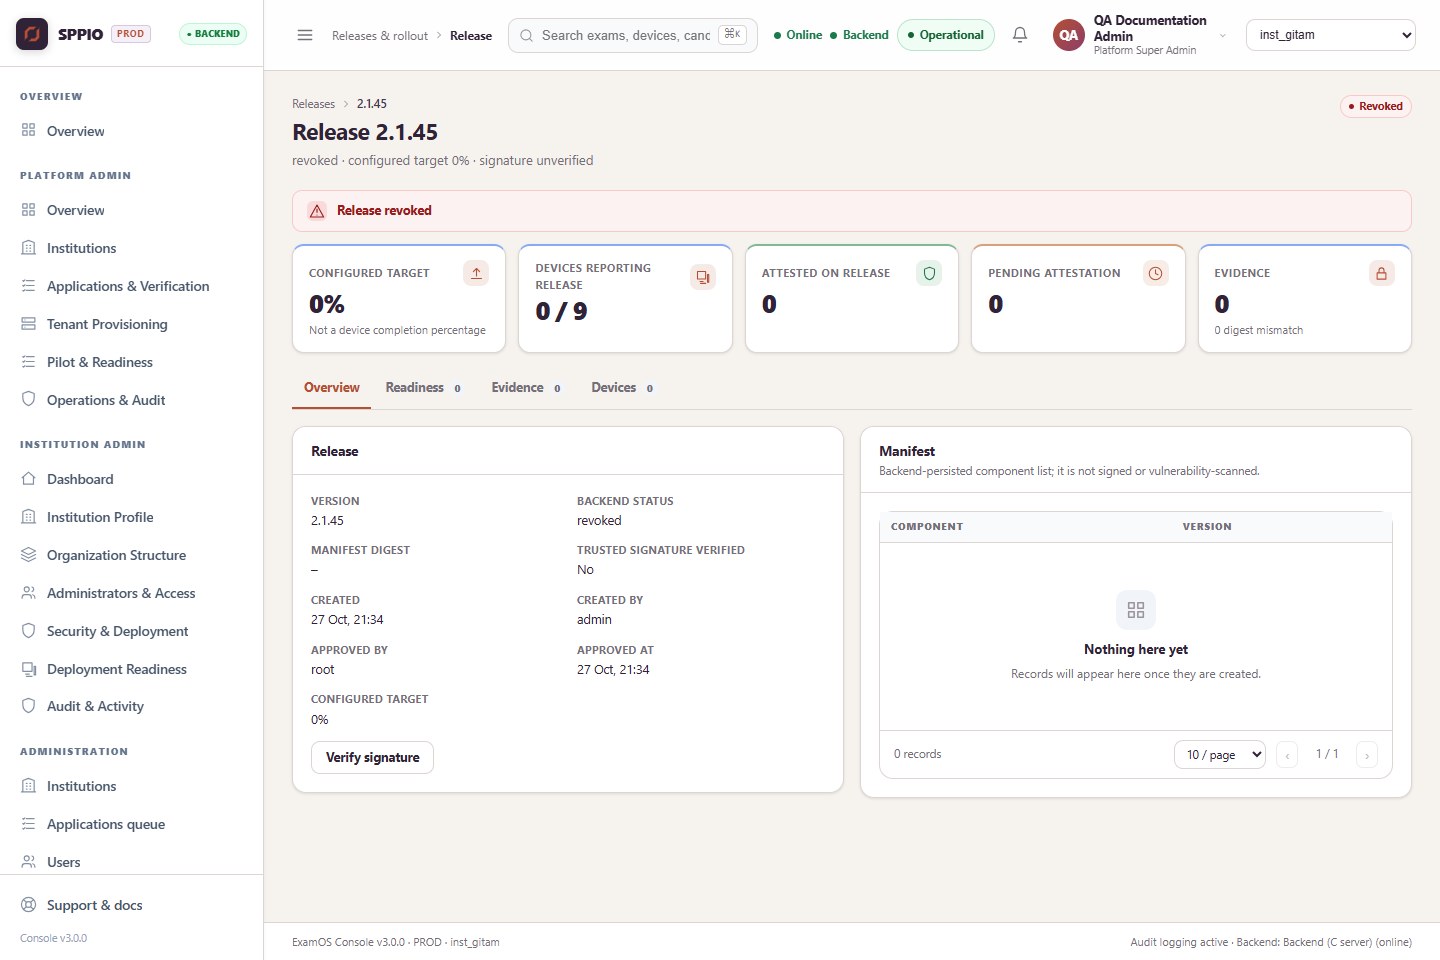 SPPIO PROD BACKEND
OVERVIEW
Overview
PLATFORM ADMIN
Overview
Institutions
Applications & Verification
Tenant Provisioning
Pilot & Readiness
Operations & Audit
INSTITUTION ADMIN
Dashboard
Institution Profile
Organization Structure
Administrators & Access
Security & Deployment
Deployment Readiness
Audit & Activity
ADMINISTRATION
Institutions
Applications queue
Users
Support & docs
Console v3.0.0
Releases & rollout › Release
Search exams, devices, canc ⌘K
Online Backend Operational
QA
QA Documentation
Admin
Platform Super Admin
inst_gitam
Releases › 2.1.45
Revoked
Release 2.1.45
revoked · configured target 0% · signature unverified
Release revoked
CONFIGURED TARGET
0%
Not a device completion percentage
DEVICES REPORTING
RELEASE
0 / 9
ATTESTED ON RELEASE
0
PENDING ATTESTATION
0
EVIDENCE
0
0 digest mismatch
Overview Readiness 0 Evidence 0 Devices 0
Release
VERSION
2.1.45
BACKEND STATUS
revoked
MANIFEST DIGEST
–
TRUSTED SIGNATURE VERIFIED
No
CREATED
27 Oct, 21:34
CREATED BY
admin
APPROVED BY
root
APPROVED AT
27 Oct, 21:34
CONFIGURED TARGET
0%
Verify signature
Manifest
Backend-persisted component list; it is not signed or vulnerability-scanned.
COMPONENT VERSION
Nothing here yet
Records will appear here once they are created.
0 records 10 / page ‹ 1 / 1 ›
ExamOS Console v3.0.0 · PROD · inst_gitam
Audit logging active · Backend: Backend (C server) (online)